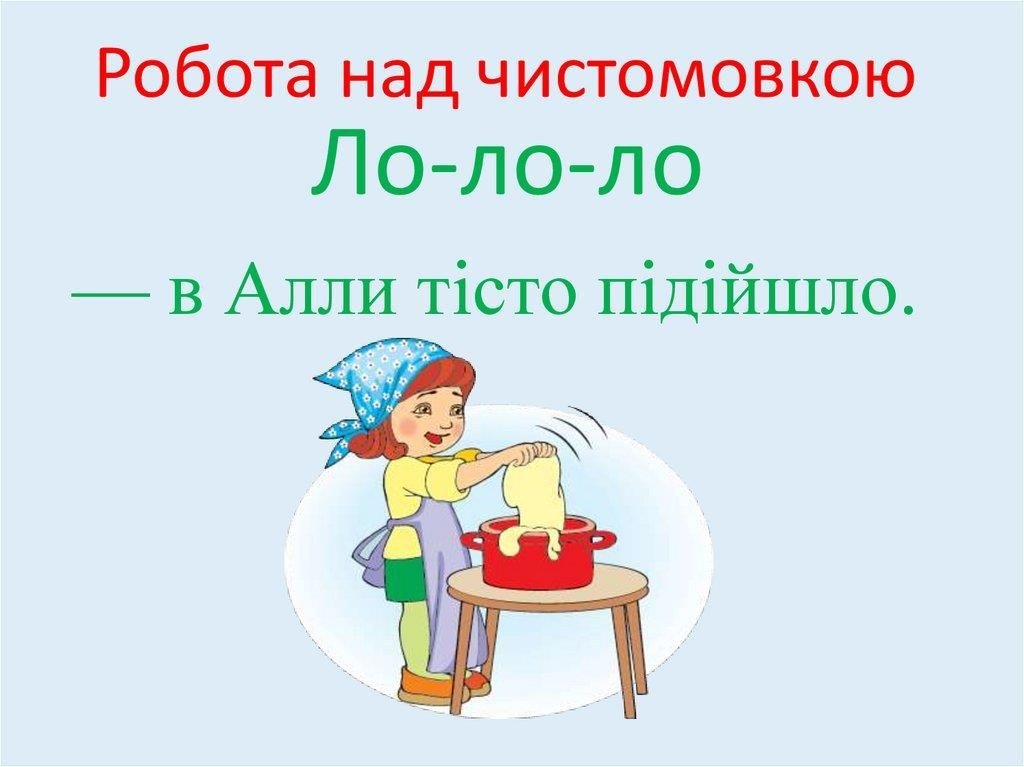 Робота над чистомовкою
Ло-ло-ло
— в Алли тісто підійшло.